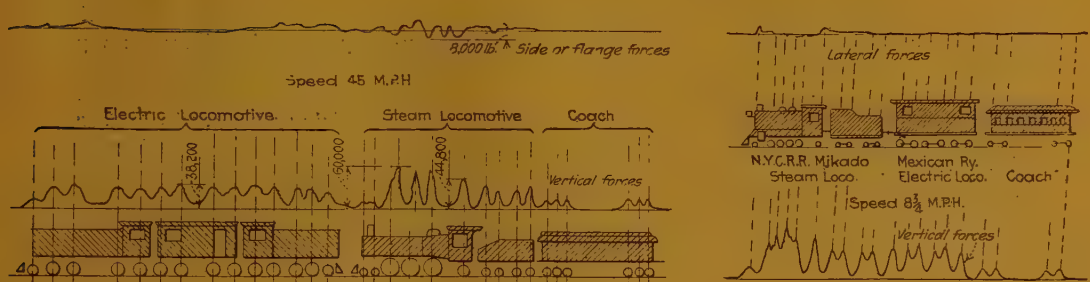 8,000 lb. Side or flange forces
Speed 45 M.P.H
Electric Locomotive
Steam Locomotive
Coach
38,200
60,000
44,800
Vertical forces
Lateral forces
N.Y.C.R.R. Mikado
Steam Loco.
Mexican Ry.
Electric Loco.
Coach
Speed 8¾ M.P.H.
Vertical forces